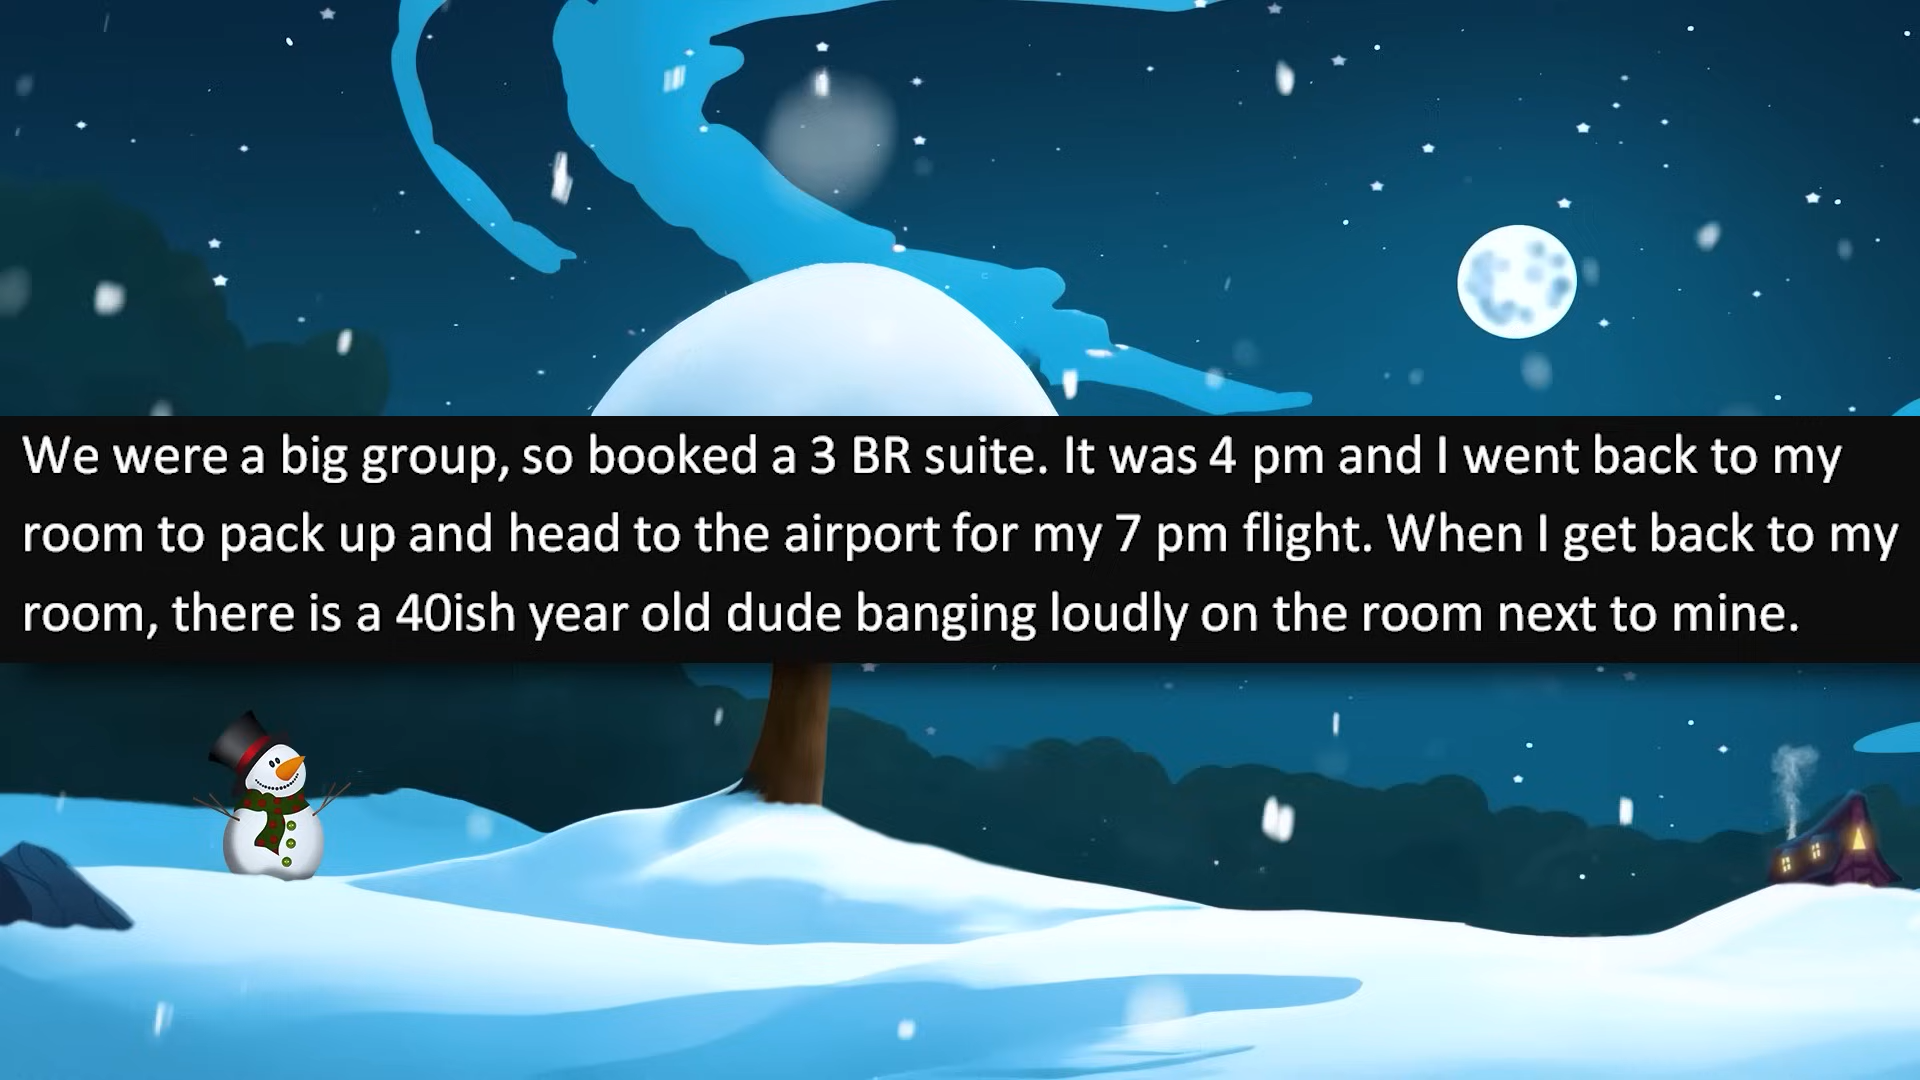 We were a big group, so booked a 3 BR suite. It was 4 pm and I went back to my
room to pack up and head to the airport for my 7 pm flight. When I get back to my
room, there is a 40ish year old dude banging loudly on the room next to mine.